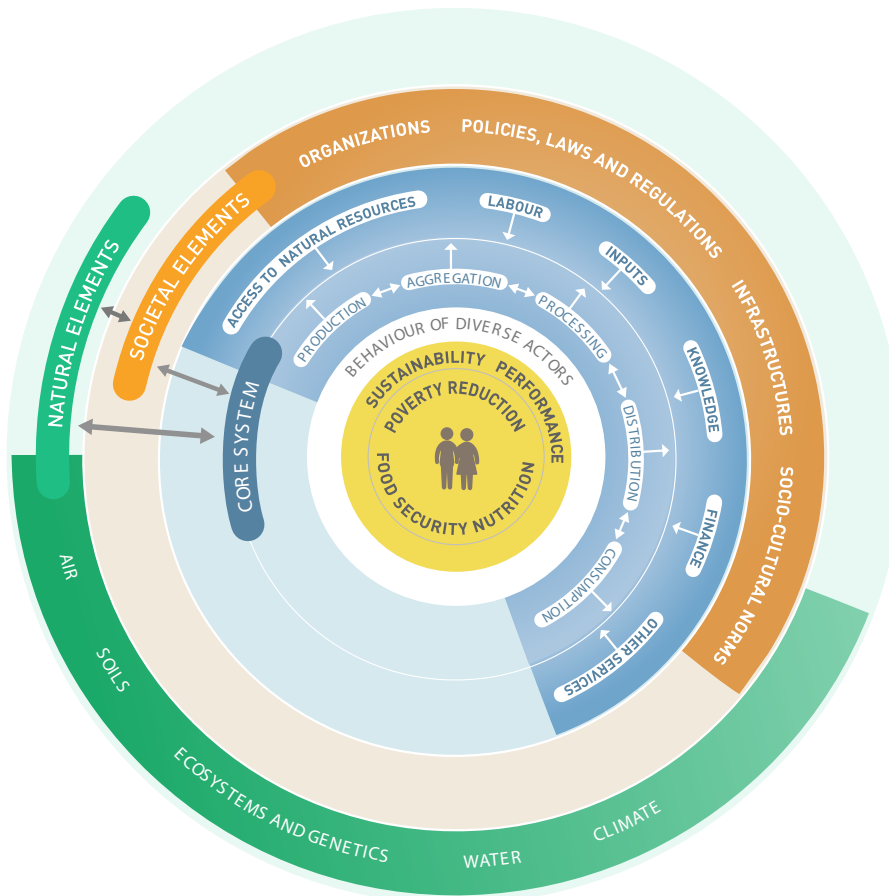 NATURAL ELEMENTS
SOCIETAL ELEMENTS
CORE SYSTEM
ORGANIZATIONS
POLICIES, LAWS AND REGULATIONS
INFRASTRUCTURES
SOCIO-CULTURAL NORMS
ACCESS TO NATURAL RESOURCES
LABOUR
INPUTS
KNOWLEDGE
FINANCE
OTHER SERVICES
PRODUCTION
AGGREGATION
PROCESSING
DISTRIBUTION
CONSUMPTION
BEHAVIOUR OF DIVERSE ACTORS
SUSTAINABILITY PERFORMANCE
POVERTY REDUCTION
FOOD SECURITY NUTRITION
AIR
SOILS
ECOSYSTEMS AND GENETICS
WATER
CLIMATE